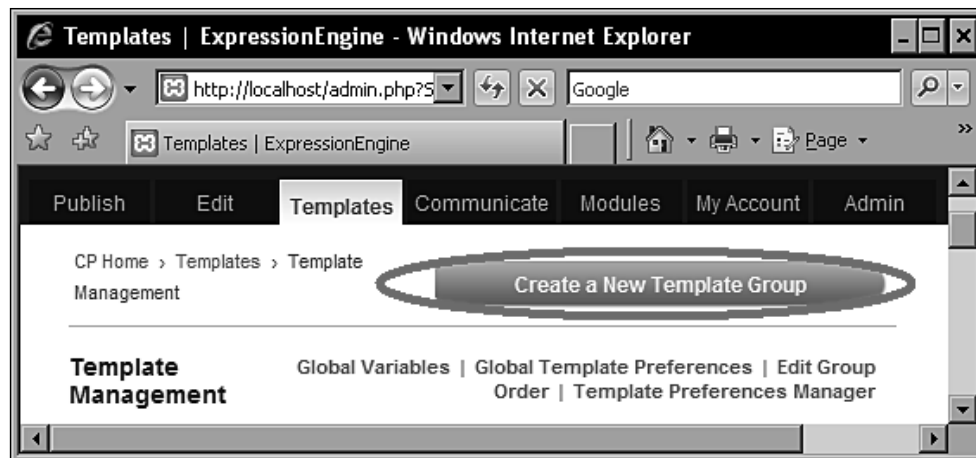 Templates | ExpressionEngine - Windows Internet Explorer
http://localhost/admin.php?S
Google
Templates | ExpressionEngine
Page
»
Publish Edit Templates Communicate Modules My Account Admin
CP Home › Templates › Template
Management
Create a New Template Group
Template
Management
Global Variables | Global Template Preferences | Edit Group
Order | Template Preferences Manager